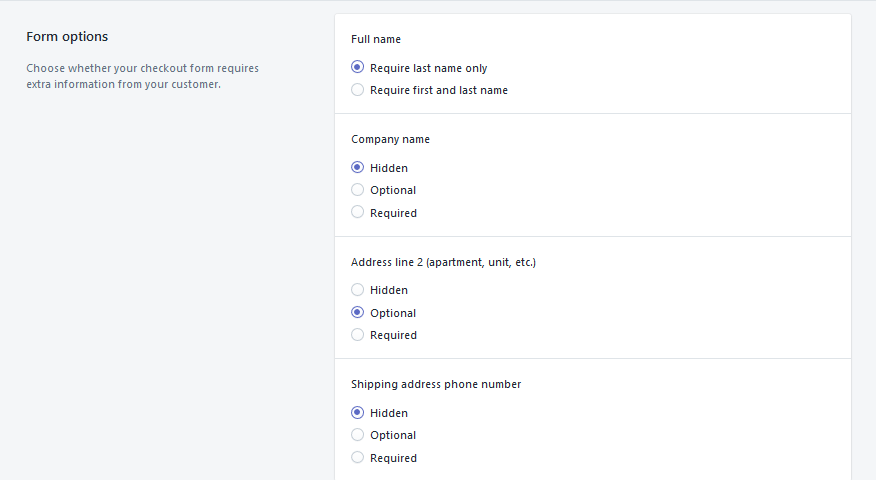 Form options
Choose whether your checkout form requires
extra information from your customer.
Full name
Require last name only
Require first and last name
Company name
Hidden
Optional
Required
Address line 2 (apartment, unit, etc.)
Hidden
Optional
Required
Shipping address phone number
Hidden
Optional
Required